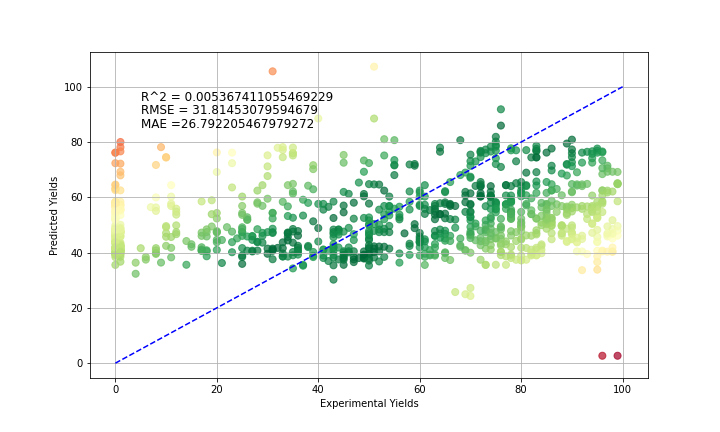 R^2 = 0.005367411055469229
RMSE = 31.81453079594679
MAE =26.792205467979272
Predicted Yields
100
80
60
40
20
0
0 20 40 60 80 100
Experimental Yields